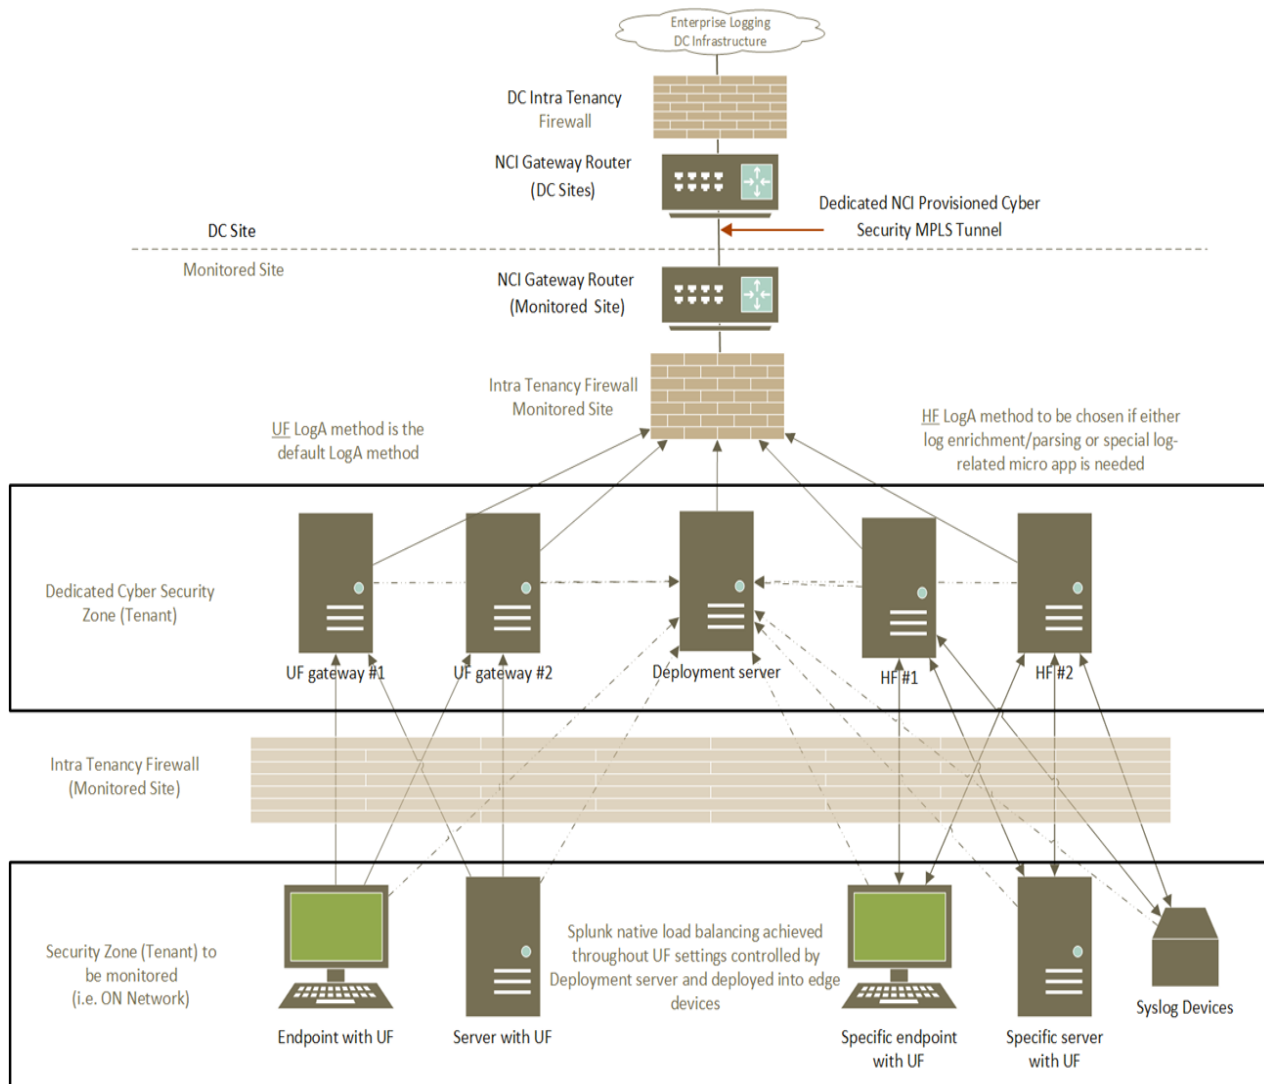 Enterprise Logging
DC Infrastructure
DC Intra Tenancy
Firewall
NCI Gateway Router
(DC Sites)
Dedicated NCI Provisioned Cyber
Security MPLS Tunnel
DC Site
Monitored Site
NCI Gateway Router
(Monitored Site)
Intra Tenancy Firewall
Monitored Site
UF LogA method is the
default LogA method
HF LogA method to be chosen if either
log enrichment/parsing or special log-
related micro app is needed
Dedicated Cyber Security
Zone (Tenant)
UF gateway #1
UF gateway #2
Deployment server
HF #1
HF #2
Intra Tenancy Firewall
(Monitored Site)
Security Zone (Tenant) to
be monitored
(i.e. ON Network)
Splunk native load balancing achieved
throughout UF settings controlled by
Deployment server and deployed into edge
devices
Endpoint with UF
Server with UF
Specific endpoint
with UF
Specific server
with UF
Syslog Devices